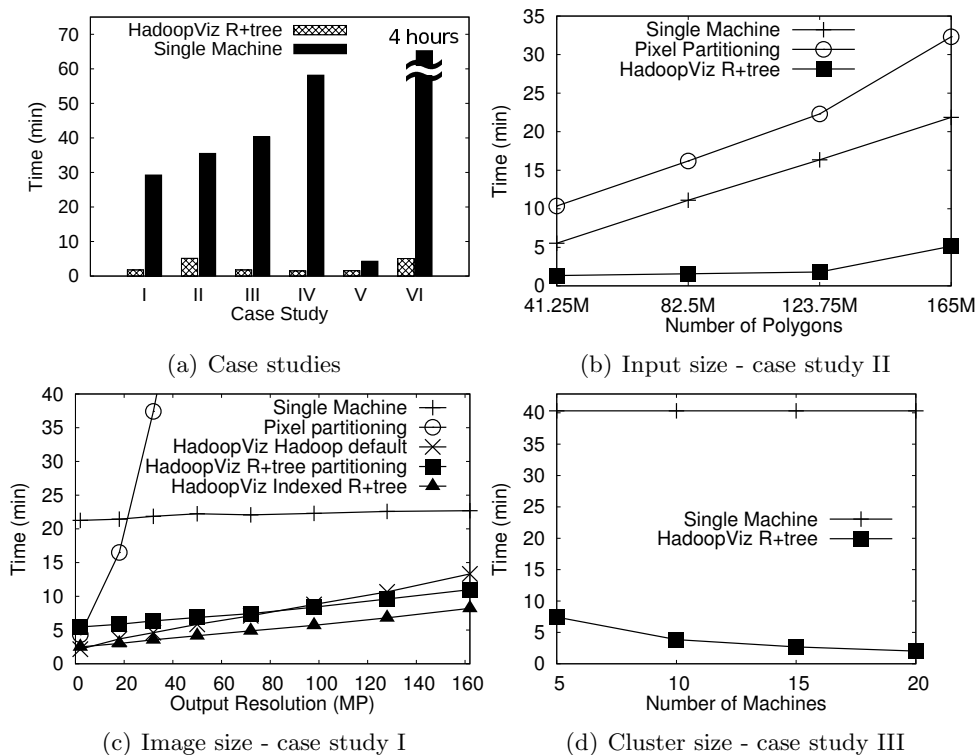 HadoopViz R+tree
Single Machine
4 hours
70
60
50
40
30
20
10
0
Time (min)
I II III IV V VI
Case Study
(a) Case studies
Single Machine
Pixel Partitioning
HadoopViz R+tree
35
30
25
20
15
10
5
0
Time (min)
41.25M 82.5M 123.75M 165M
Number of Polygons
(b) Input size - case study II
Single Machine
Pixel partitioning
HadoopViz Hadoop default
HadoopViz R+tree partitioning
HadoopViz Indexed R+tree
40
35
30
25
20
15
10
5
0
Time (min)
0 20 40 60 80 100 120 140 160
Output Resolution (MP)
(c) Image size - case study I
40
35
30
25
20
15
10
5
0
Time (min)
Single Machine
HadoopViz R+tree
5 10 15 20
Number of Machines
(d) Cluster size - case study III